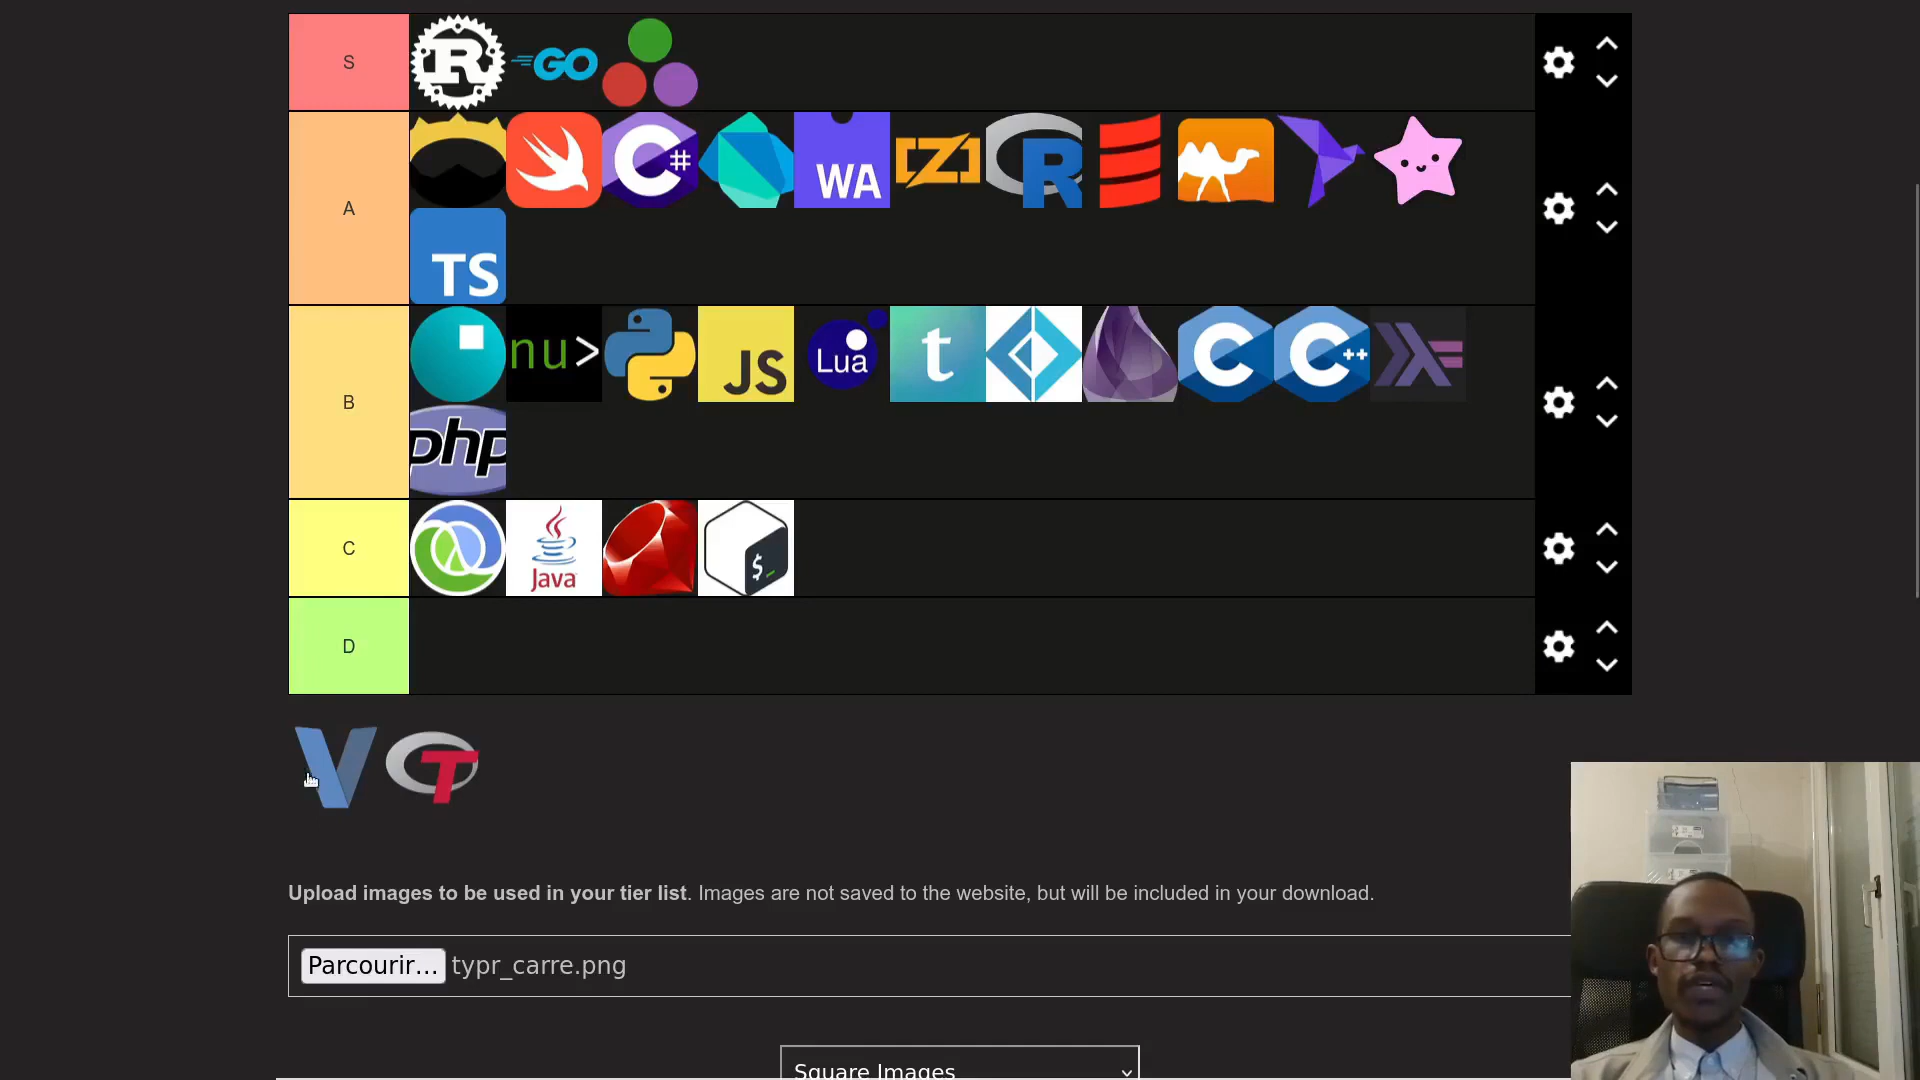 S
GO
A
WA
R
TS
B
nu>
JS
Lua
t
C
C++
php
C
Java
$_
D
V
T
Upload images to be used in your tier list. Images are not saved to the website, but will be included in your download.
Parcourir... typr_carre.png
Square Images